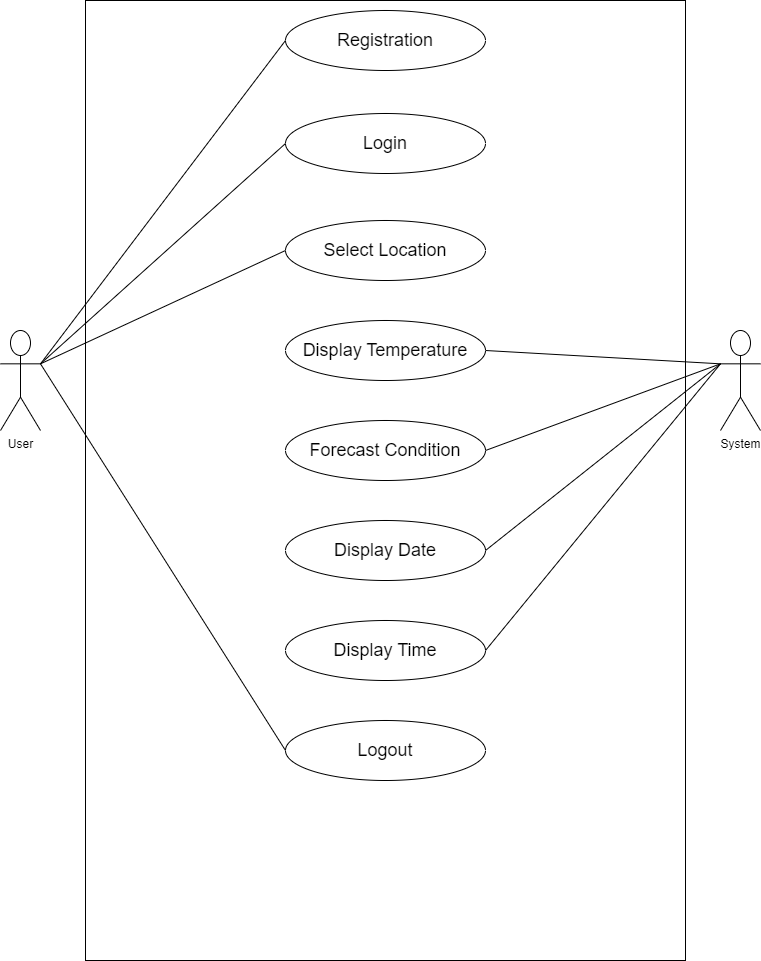 Registration
Login
Select Location
Display Temperature
User
System
Forecast Condition
Display Date
Display Time
Logout